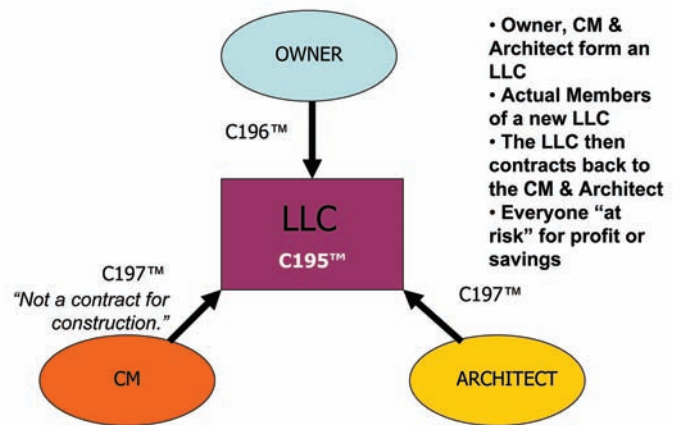 OWNER
C196™
LLC
C195™
C197™
"Not a contract for
construction."
C197™
CM
ARCHITECT
• Owner, CM &
Architect form an
LLC
• Actual Members
of a new LLC
• The LLC then
contracts back to
the CM & Architect
• Everyone “at
risk” for profit or
savings